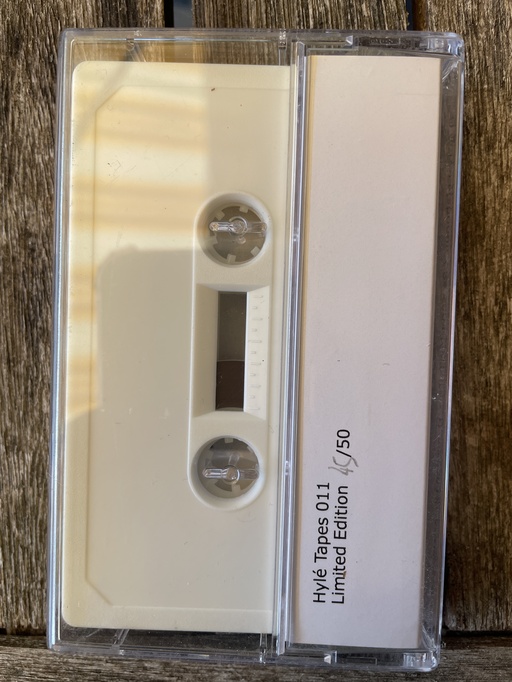 Hylé Tapes 011
Limited Edition 45/50